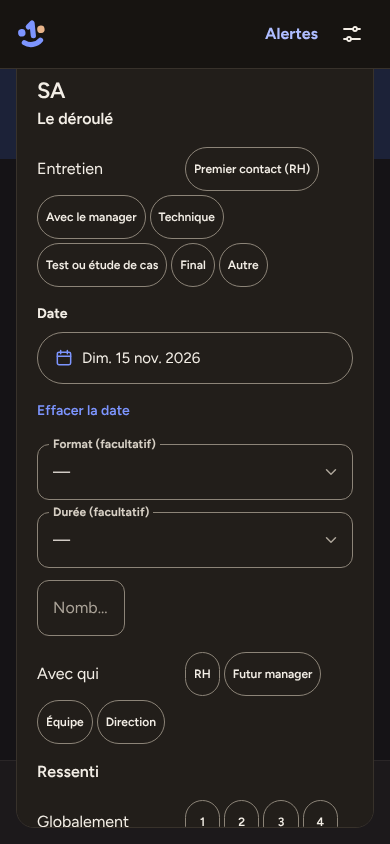 Alertes
SA
Le déroulé
Entretien
Premier contact (RH)
Avec le manager
Technique
Test ou étude de cas
Final
Autre
Date
Dim. 15 nov. 2026
Effacer la date
Format (facultatif)
—
Durée (facultatif)
—
Nomb...
Avec qui
RH
Futur manager
Équipe
Direction
Ressenti
Globalement
1
2
3
4